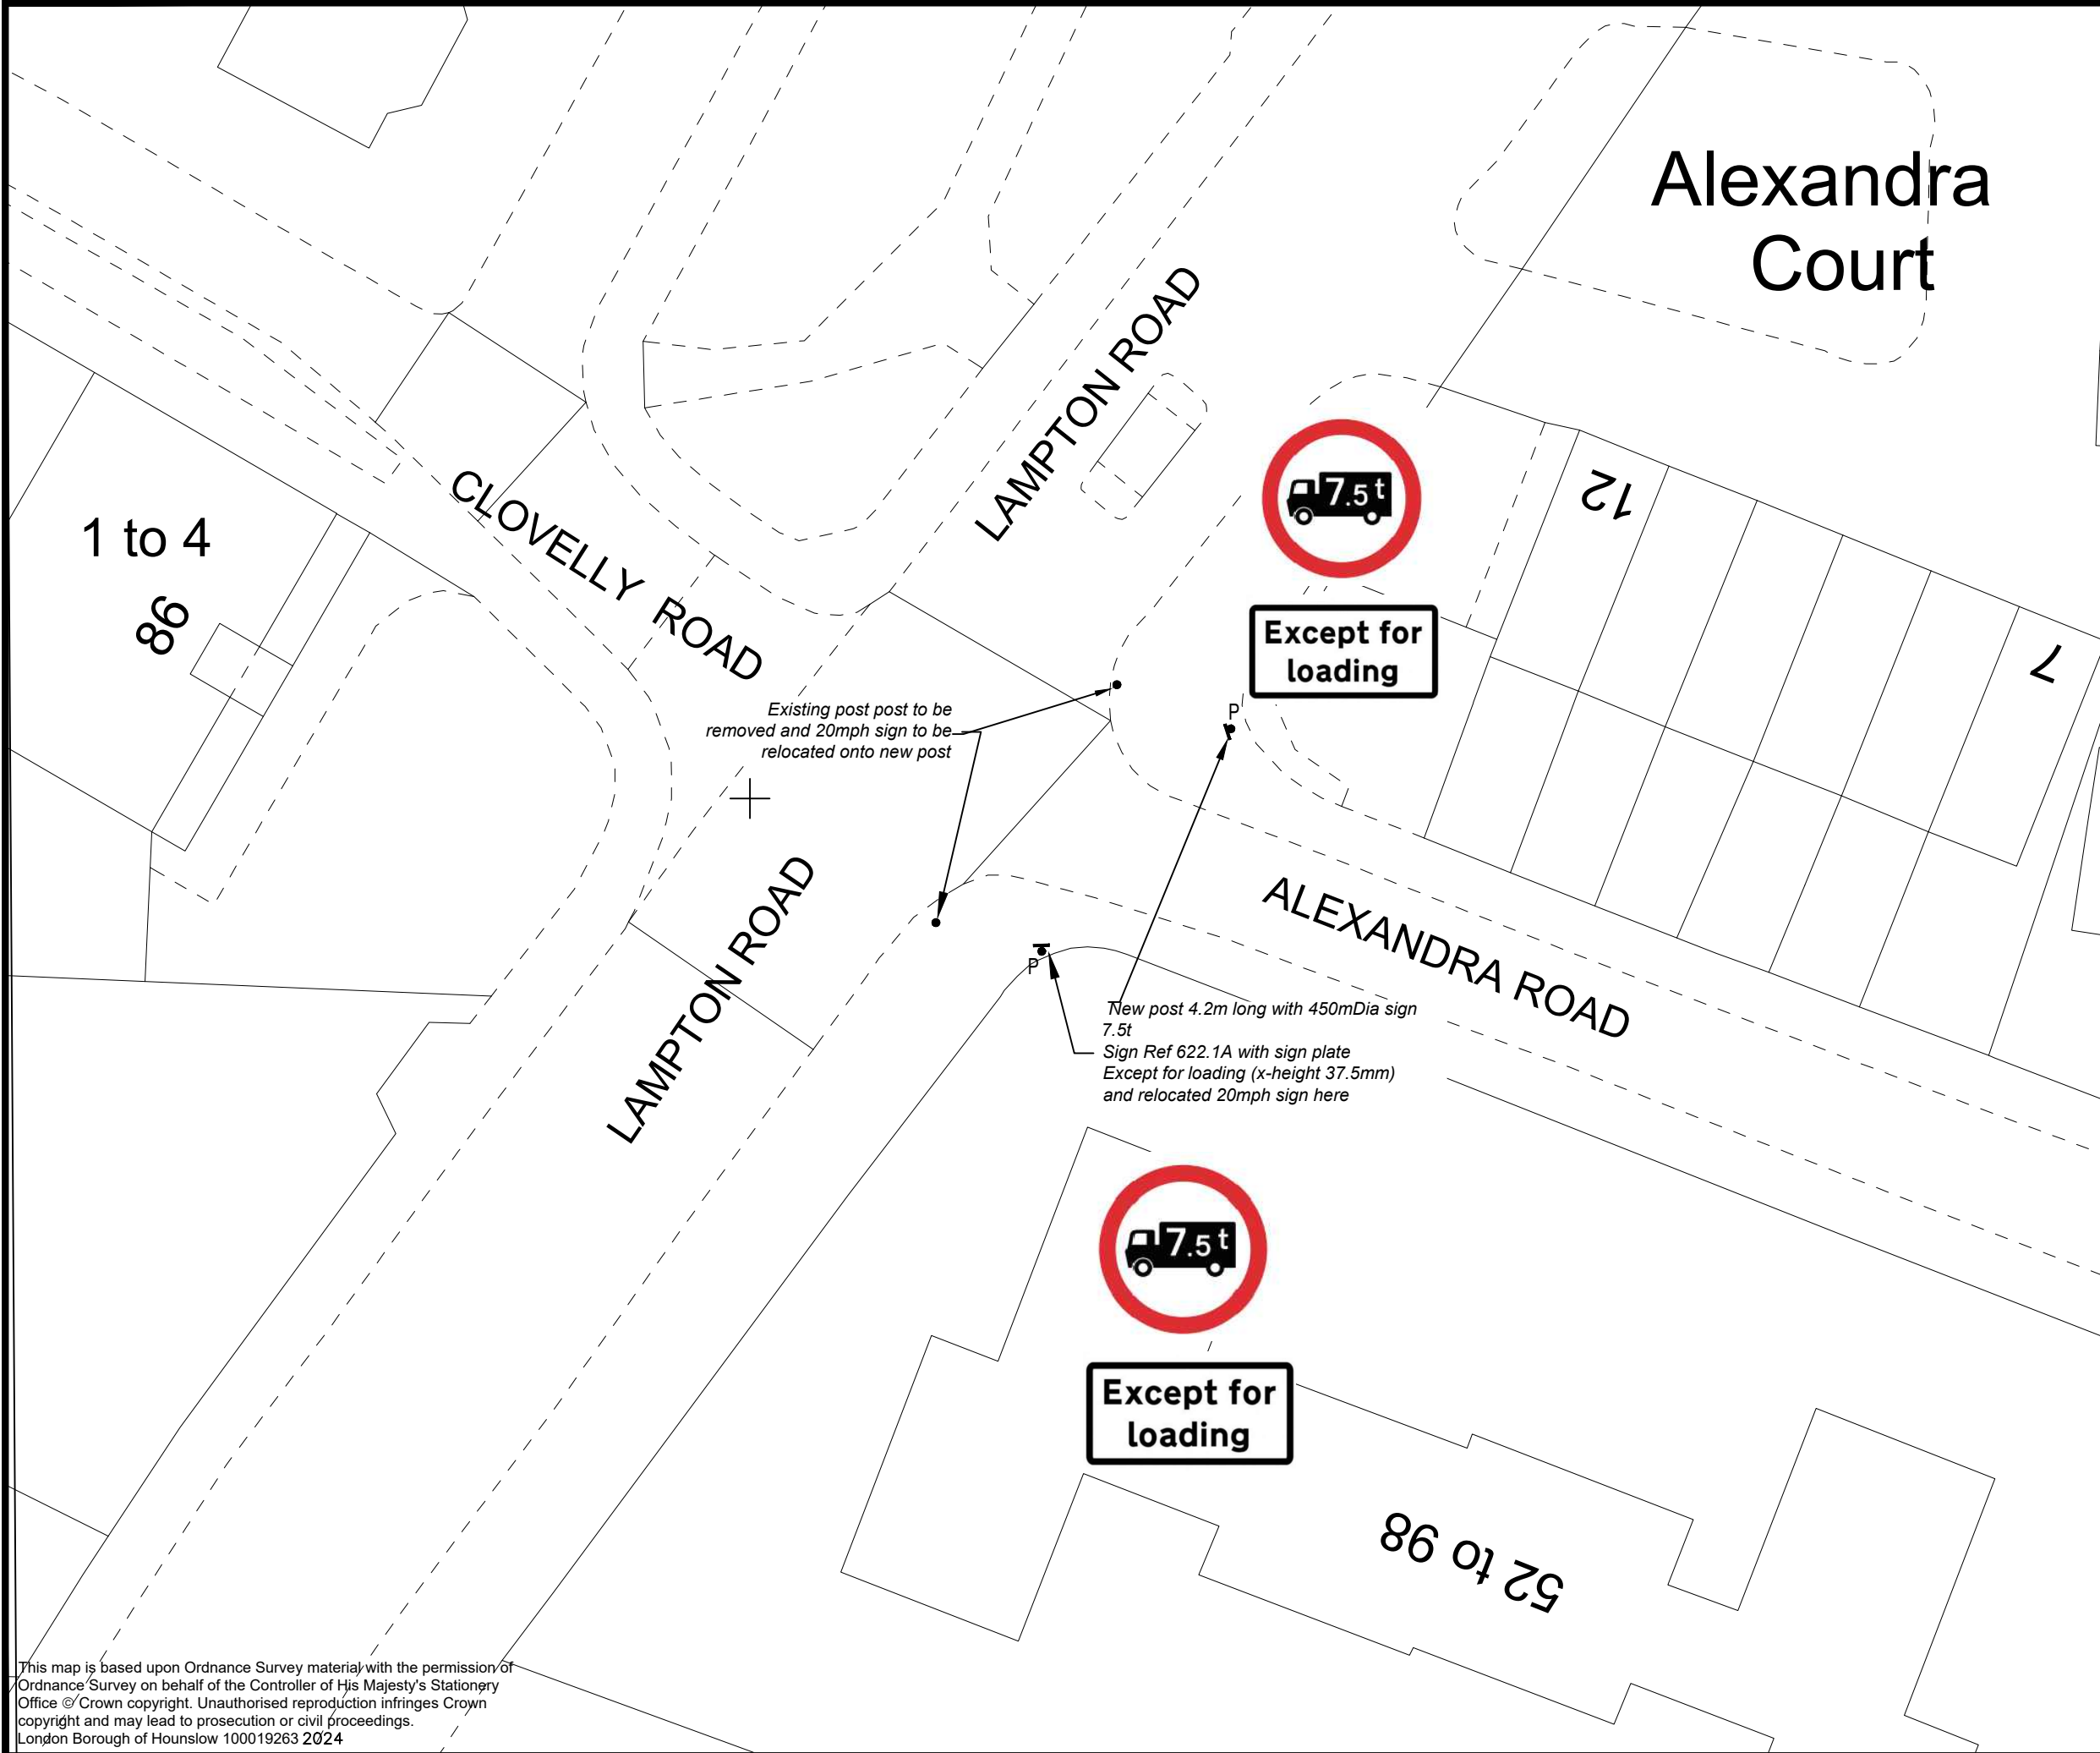 Alexandra
Court
LAMPTON ROAD
7.5t
12
CLOVELLY ROAD
1 to 4
86
Except for
loading
7
Existing post post to be
removed and 20mph sign to be
relocated onto new post
P
LAMPTON ROAD
ALEXANDRA ROAD
P
New post 4.2m long with 450mDia sign
7.5t
Sign Ref 622.1A with sign plate
Except for loading (x-height 37.5mm)
and relocated 20mph sign here
7.5t
Except for
loading
52 to 98
This map is based upon Ordnance Survey material with the permission of
Ordnance Survey on behalf of the Controller of His Majesty's Stationery
Office © Crown copyright. Unauthorised reproduction infringes Crown
copyright and may lead to prosecution or civil proceedings.
London Borough of Hounslow 100019263 2024